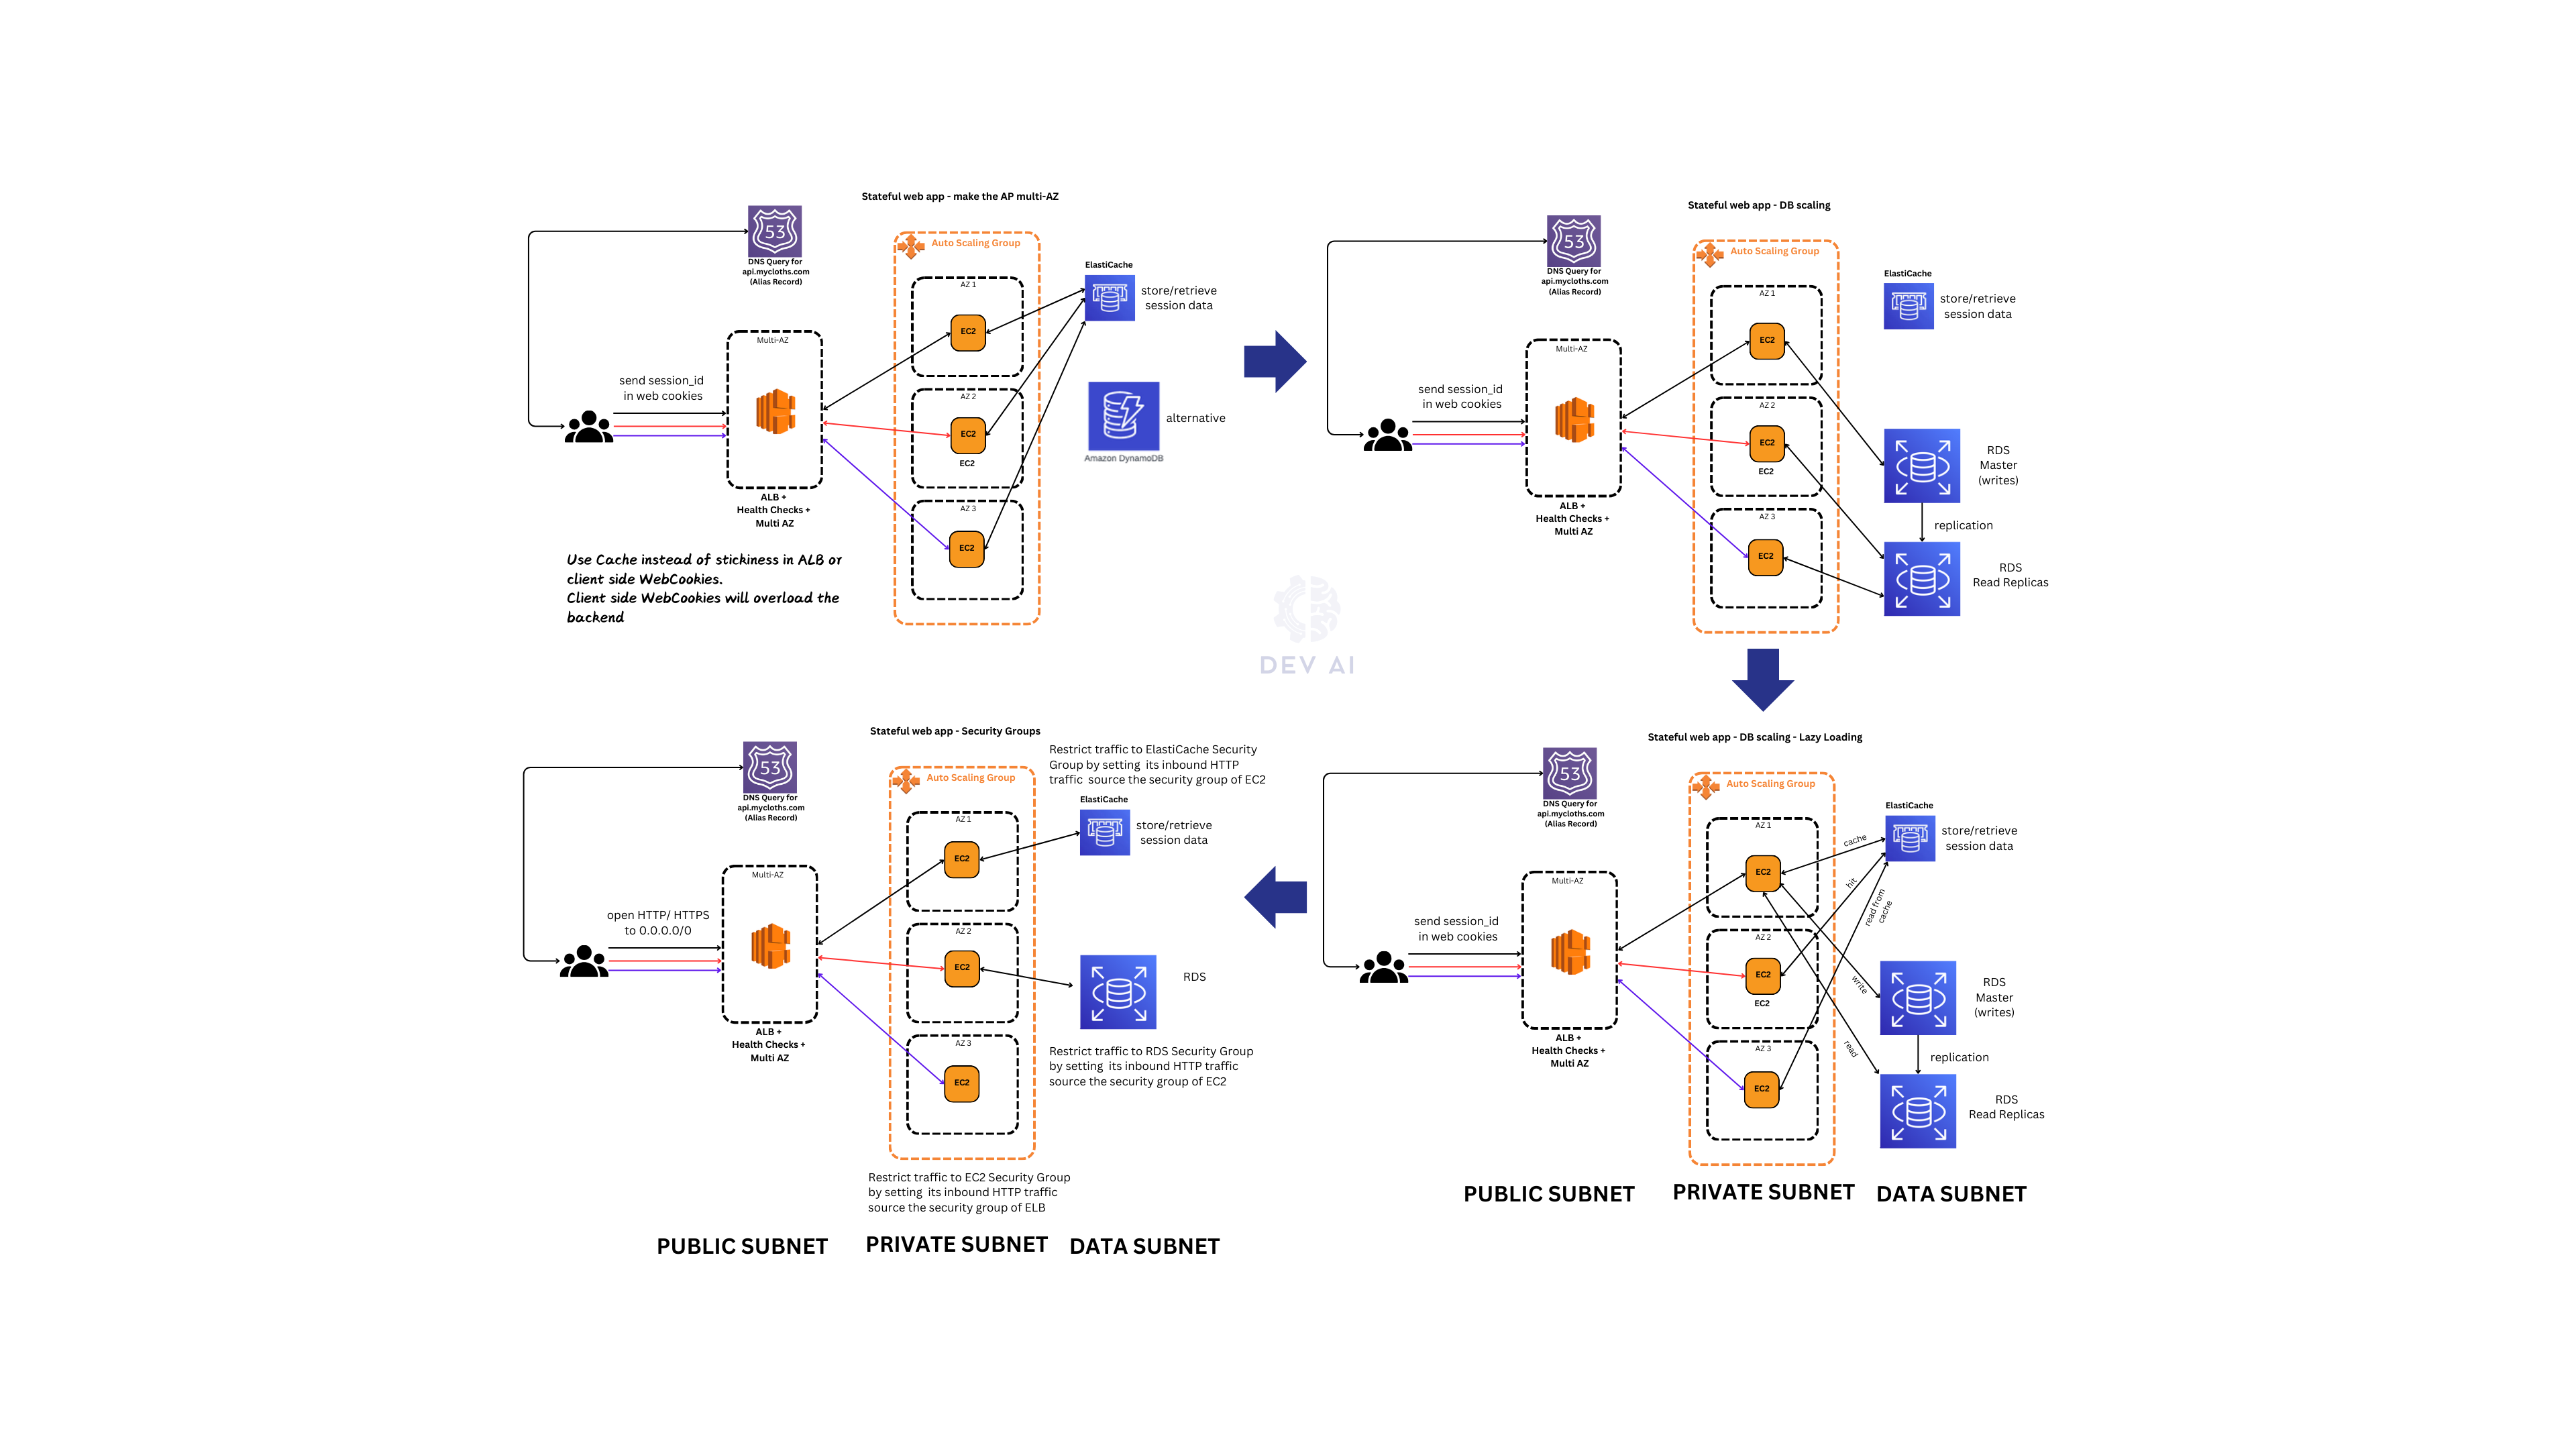 Stateful web app - make the AP multi-AZ
53
DNS Query for
api.mycloths.com
(Alias Record)
Auto Scaling Group
AZ 1
EC2
ElastiCache
store/retrieve
session data
Multi-AZ
send session_id
in web cookies
AZ 2
EC2
EC2
alternative
Amazon DynamoDB
ALB +
Health Checks +
Multi AZ
AZ 3
EC2
Use Cache instead of stickiness in ALB or
client side WebCookies.
Client side WebCookies will overload the
backend
Stateful web app - DB scaling
53
DNS Query for
api.mycloths.com
(Alias Record)
Auto Scaling Group
AZ 1
EC2
ElastiCache
store/retrieve
session data
Multi-AZ
send session_id
in web cookies
AZ 2
EC2
EC2
RDS
Master
(writes)
replication
ALB +
Health Checks +
Multi AZ
AZ 3
EC2
RDS
Read Replicas
DEV AI
Stateful web app - Security Groups
53
DNS Query for
api.mycloths.com
(Alias Record)
Auto Scaling Group
Restrict traffic to ElastiCache Security
Group by setting its inbound HTTP
traffic source the security group of EC2
ElastiCache
store/retrieve
session data
AZ 1
EC2
Multi-AZ
open HTTP/ HTTPS
to 0.0.0.0/0
AZ 2
EC2
RDS
ALB +
Health Checks +
Multi AZ
AZ 3
EC2
Restrict traffic to RDS Security Group
by setting its inbound HTTP traffic
source the security group of EC2
Restrict traffic to EC2 Security Group
by setting its inbound HTTP traffic
source the security group of ELB
PUBLIC SUBNET
PRIVATE SUBNET
DATA SUBNET
Stateful web app - DB scaling - Lazy Loading
53
DNS Query for
api.mycloths.com
(Alias Record)
Auto Scaling Group
AZ 1
EC2
ElastiCache
store/retrieve
session data
cache
hit
read from
cache
Multi-AZ
send session_id
in web cookies
AZ 2
EC2
EC2
write
read
RDS
Master
(writes)
replication
ALB +
Health Checks +
Multi AZ
AZ 3
EC2
RDS
Read Replicas
PUBLIC SUBNET
PRIVATE SUBNET
DATA SUBNET